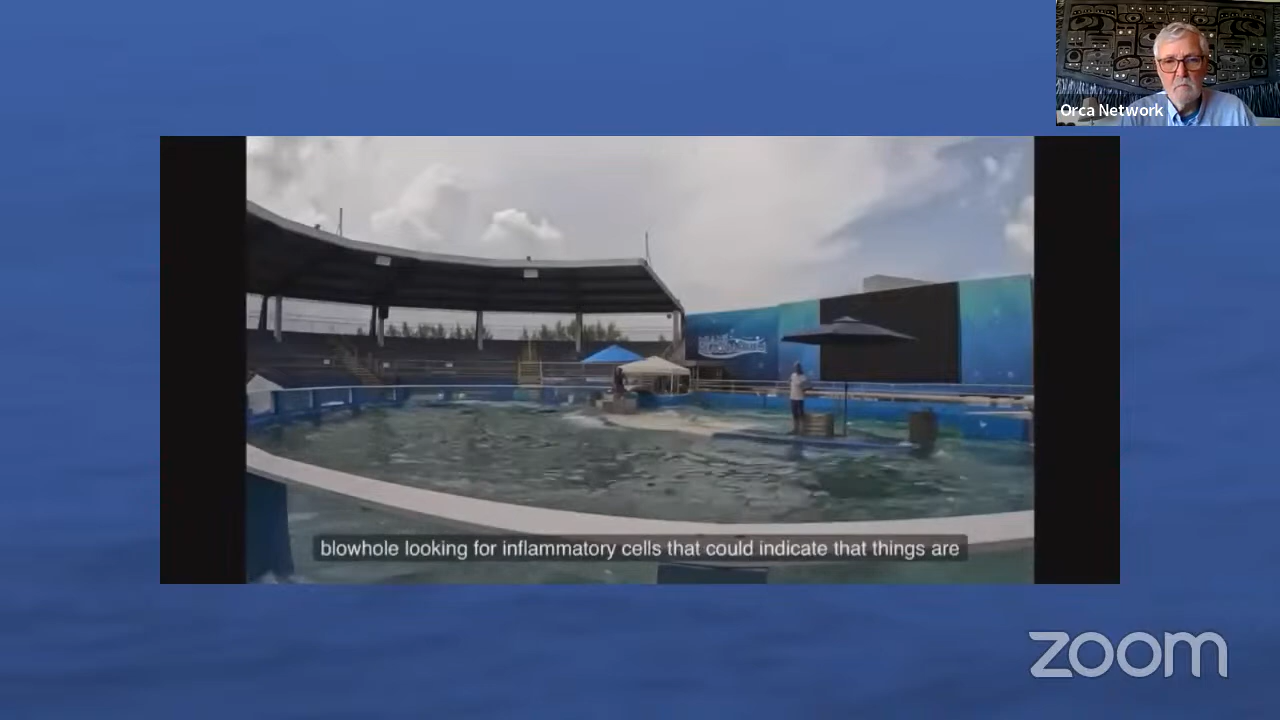 Orca Network
blowhole looking for inflammatory cells that could indicate that things are
zoom